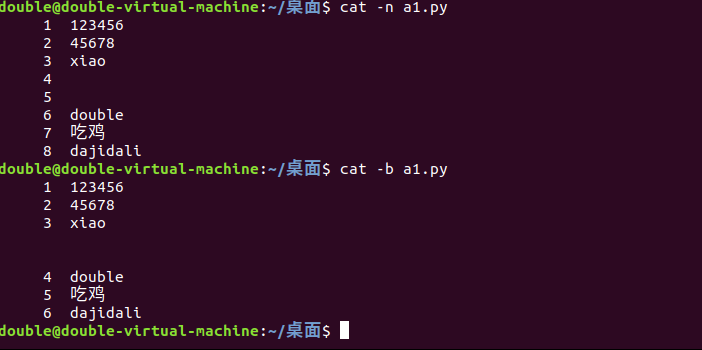 double@double-virtual-machine:~/桌面$ cat -n a1.py
     1  123456
     2  45678
     3  xiao
     4
     5
     6  double
     7  吃鸡
     8  dajidali
double@double-virtual-machine:~/桌面$ cat -b a1.py
     1  123456
     2  45678
     3  xiao


     4  double
     5  吃鸡
     6  dajidali
double@double-virtual-machine:~/桌面$